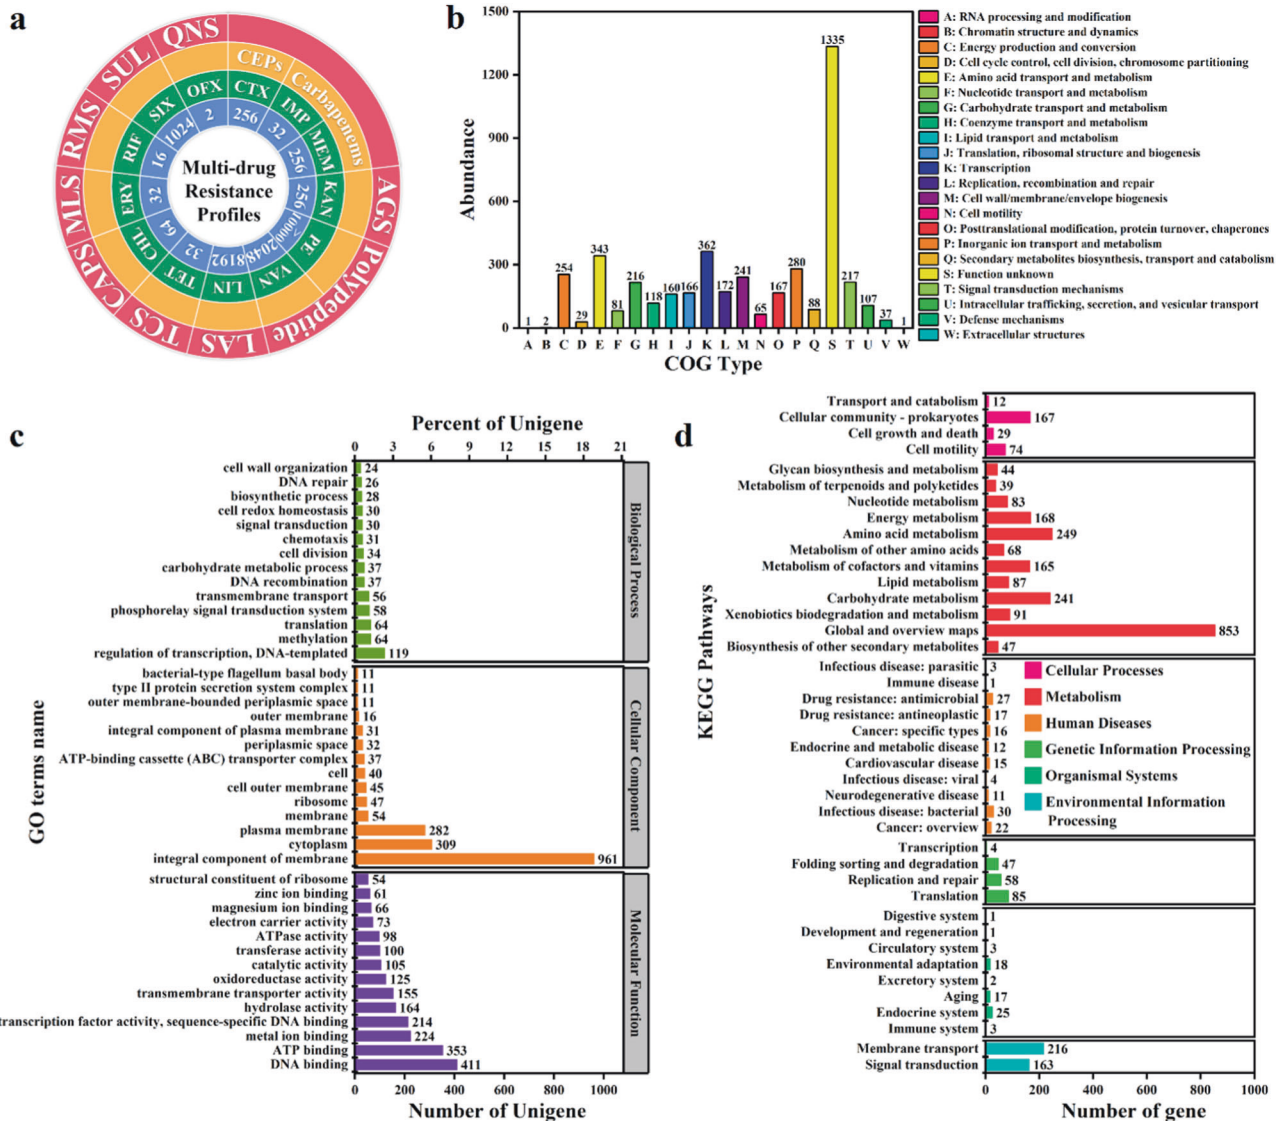 a
QNS
SUL
RMS
MLS
CAPS
TCS
LAS
Polypeptide
AGS
CEPs
Carbapenems
OFX
CTX
IMP
MEM
KAN
PE
VAN
LIN
TET
CHL
ERY
RIF
SIX
2
256
32
256
256
>10000
2048
8192
32
64
32
16
1024
Multi-drug
Resistance
Profiles
b
1500
1200
900
600
300
0
Abundance
1
2
254
29
343
81
216
118
160
166
362
172
241
65
167
280
88
1335
217
107
37
1
A B C D E F G H I J K L M N O P Q S T U V W
COG Type
A: RNA processing and modification
B: Chromatin structure and dynamics
C: Energy production and conversion
D: Cell cycle control, cell division, chromosome partitioning
E: Amino acid transport and metabolism
F: Nucleotide transport and metabolism
G: Carbohydrate transport and metabolism
H: Coenzyme transport and metabolism
I: Lipid transport and metabolism
J: Translation, ribosomal structure and biogenesis
K: Transcription
L: Replication, recombination and repair
M: Cell wall/membrane/envelope biogenesis
N: Cell motility
O: Posttranslational modification, protein turnover, chaperones
P: Inorganic ion transport and metabolism
Q: Secondary metabolites biosynthesis, transport and catabolism
S: Function unknown
T: Signal transduction mechanisms
U: Intracellular trafficking, secretion, and vesicular transport
V: Defense mechanisms
W: Extracellular structures
c
Percent of Unigene
0 3 6 9 12 15 18 21
GO terms name
cell wall organization 24
DNA repair 26
biosynthetic process 28
cell redox homeostasis 30
signal transduction 30
chemotaxis 31
cell division 34
carbohydrate metabolic process 37
DNA recombination 37
transmembrane transport 56
phosphorelay signal transduction system 58
translation 64
methylation 64
regulation of transcription, DNA-templated 119
Biological Process
bacterial-type flagellum basal body 11
type II protein secretion system complex 11
outer membrane-bounded periplasmic space 11
outer membrane 16
integral component of plasma membrane 31
periplasmic space 32
ATP-binding cassette (ABC) transporter complex 37
cell 40
cell outer membrane 45
ribosome 47
membrane 54
plasma membrane 282
cytoplasm 309
integral component of membrane 961
Cellular Component
structural constituent of ribosome 54
zinc ion binding 61
magnesium ion binding 66
electron carrier activity 73
ATPase activity 98
transferase activity 100
catalytic activity 105
oxidoreductase activity 125
transmembrane transporter activity 155
hydrolase activity 164
transcription factor activity, sequence-specific DNA binding 214
metal ion binding 224
ATP binding 353
DNA binding 411
Molecular Function
0 200 400 600 800 1000
Number of Unigene
d
KEGG Pathways
Transport and catabolism 12
Cellular community - prokaryotes 167
Cell growth and death 29
Cell motility 74
Glycan biosynthesis and metabolism 44
Metabolism of terpenoids and polyketides 39
Nucleotide metabolism 83
Energy metabolism 168
Amino acid metabolism 249
Metabolism of other amino acids 68
Metabolism of cofactors and vitamins 165
Lipid metabolism 87
Carbohydrate metabolism 241
Xenobiotics biodegradation and metabolism 91
Global and overview maps 853
Biosynthesis of other secondary metabolites 47
Infectious disease: parasitic 3
Immune disease 1
Drug resistance: antimicrobial 27
Drug resistance: antineoplastic 17
Cancer: specific types 16
Endocrine and metabolic disease 12
Cardiovascular disease 15
Infectious disease: viral 4
Neurodegenerative disease 11
Infectious disease: bacterial 30
Cancer: overview 22
Cellular Processes
Metabolism
Human Diseases
Genetic Information Processing
Organismal Systems
Environmental Information
Processing
Transcription 4
Folding sorting and degradation 47
Replication and repair 58
Translation 85
Digestive system 1
Development and regeneration 1
Circulatory system 3
Environmental adaptation 18
Excretory system 2
Aging 17
Endocrine system 25
Immune system 3
Membrane transport 216
Signal transduction 163
0 200 400 600 800 1000
Number of gene